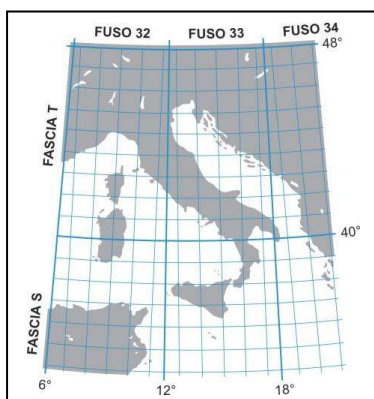 FUSO 32 FUSO 33 FUSO 34
48°
FASCIA T
40°
FASCIA S
6° 12° 18°